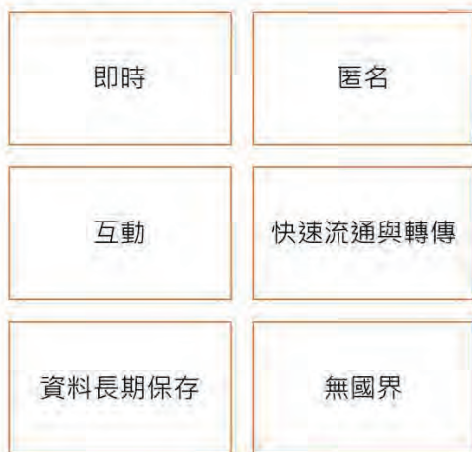 即時
匿名
互動
快速流通與轉傳
資料長期保存
無國界